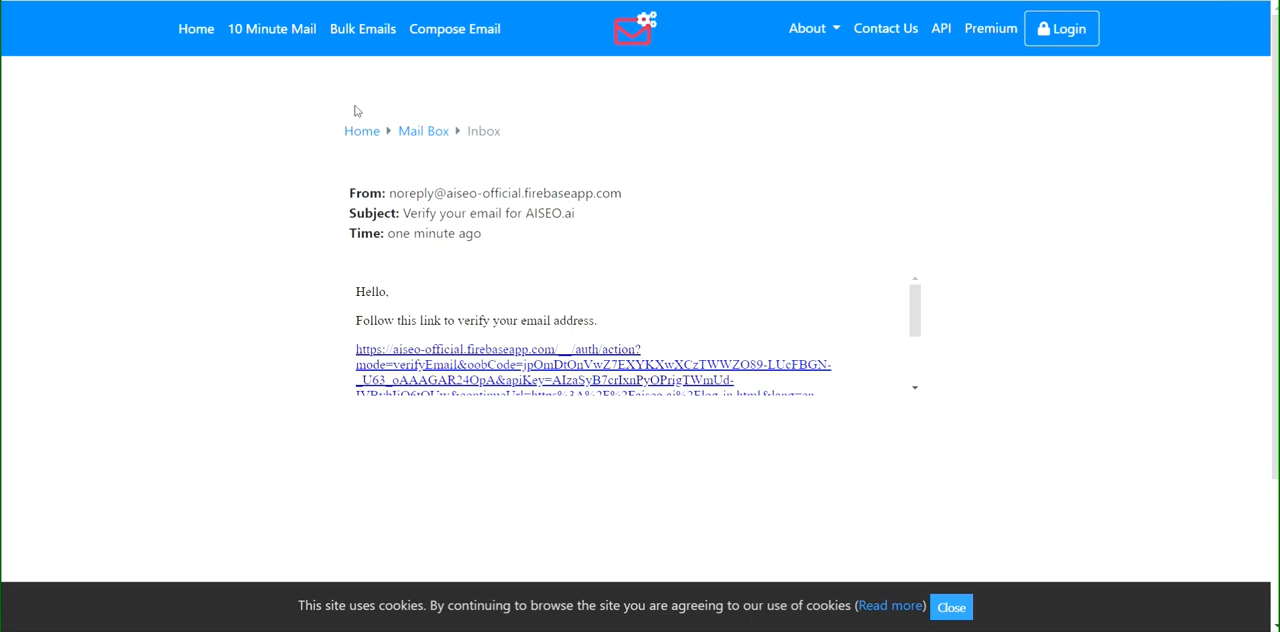 Home 10 Minute Mail Bulk Emails Compose Email About Contact Us API Premium Login
Home Mail Box Inbox
From: noreply@aiseo-official.firebaseapp.com
Subject: Verify your email for AISEO.ai
Time: one minute ago
Hello,
Follow this link to verify your email address.
https://aiseo-official.firebaseapp.com/__/auth/action?
mode=verifyEmail&oobCode=jpOmDtOnVwZ7EXYKXwXCzTWWZO89-LUcFBGN-
_U63_oAAAGAR24OpA&apiKey=AIzaSyB7crIxnPyOPrigTWmUd-
This site uses cookies. By continuing to browse the site you are agreeing to our use of cookies (Read more) Close